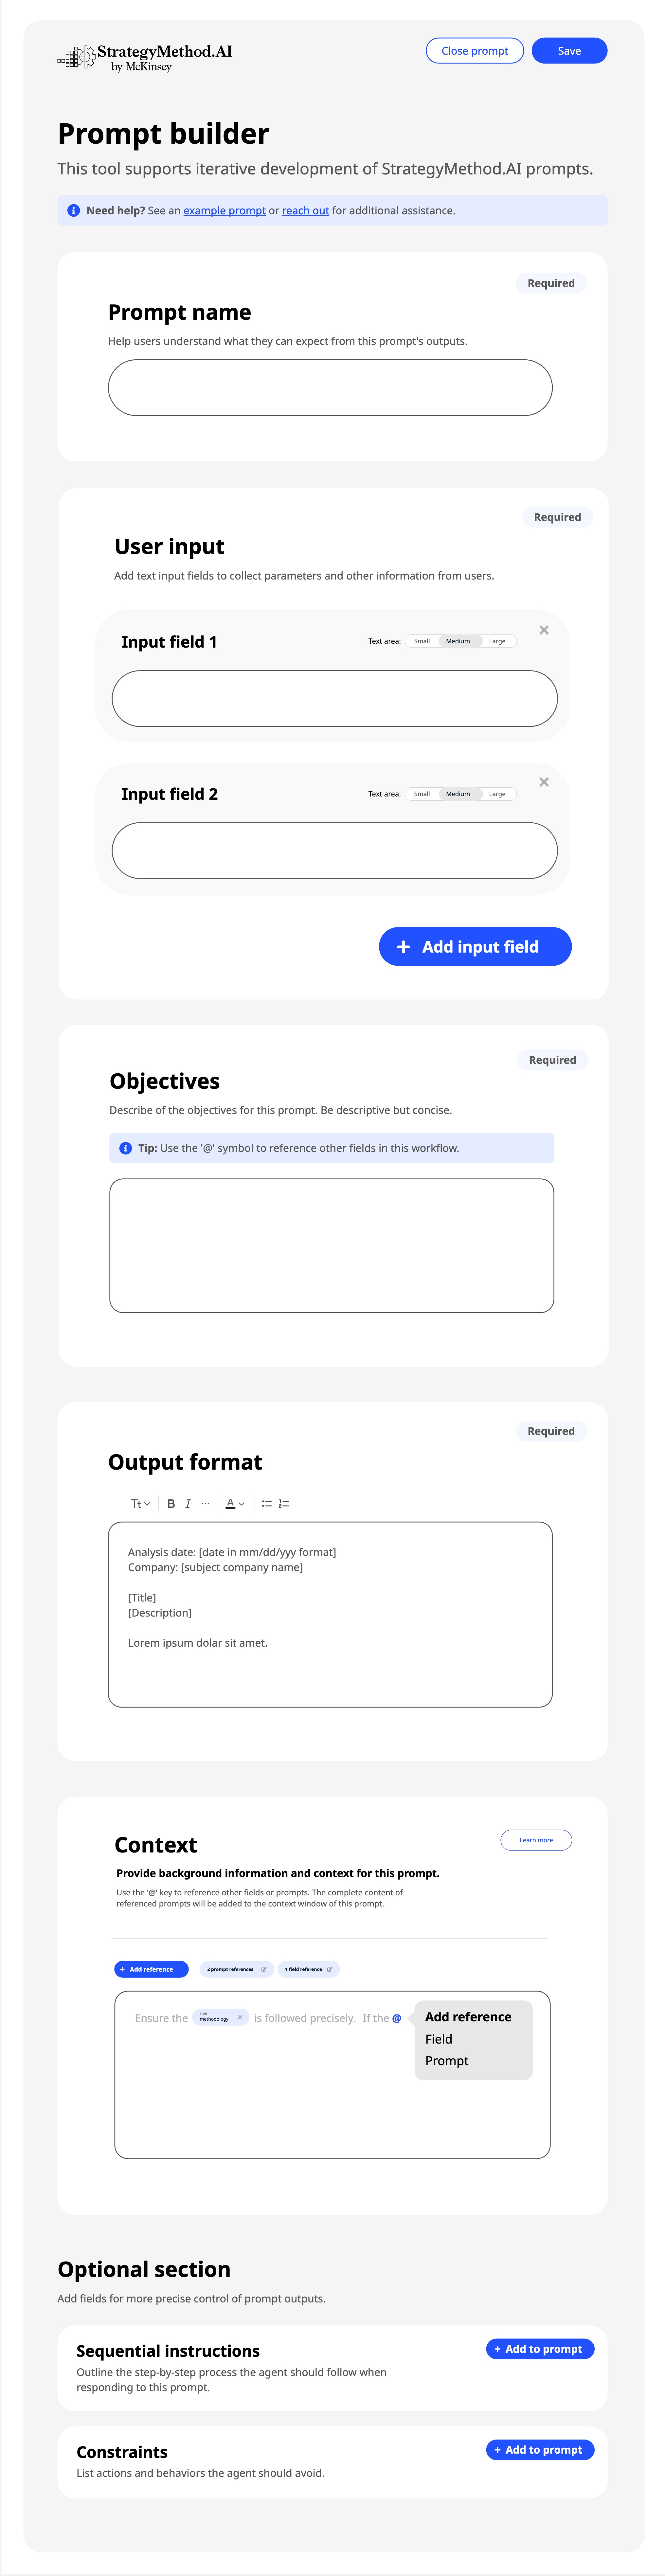 StrategyMethod.AI
by McKinsey
Close prompt
Save
Prompt builder
This tool supports iterative development of StrategyMethod.AI prompts.
Need help? See an example prompt or reach out for additional assistance.
Required
Prompt name
Help users understand what they can expect from this prompt's outputs.
Required
User input
Add text input fields to collect parameters and other information from users.
Input field 1
Text area: Small Medium Large
Input field 2
Text area: Small Medium Large
+ Add input field
Required
Objectives
Describe of the objectives for this prompt. Be descriptive but concise.
Tip: Use the '@' symbol to reference other fields in this workflow.
Required
Output format
Tt B I ... A
Analysis date: [date in mm/dd/yyy format]
Company: [subject company name]
[Title]
[Description]
Lorem ipsum dolar sit amet.
Context
Learn more
Provide background information and context for this prompt.
Use the '@' key to reference other fields or prompts. The complete content of
referenced prompts will be added to the context window of this prompt.
+ Add reference
2 prompt references
1 field reference
Ensure the methodology is followed precisely. If the @
Add reference
Field
Prompt
Optional section
Add fields for more precise control of prompt outputs.
Sequential instructions
+ Add to prompt
Outline the step-by-step process the agent should follow when
responding to this prompt.
Constraints
+ Add to prompt
List actions and behaviors the agent should avoid.